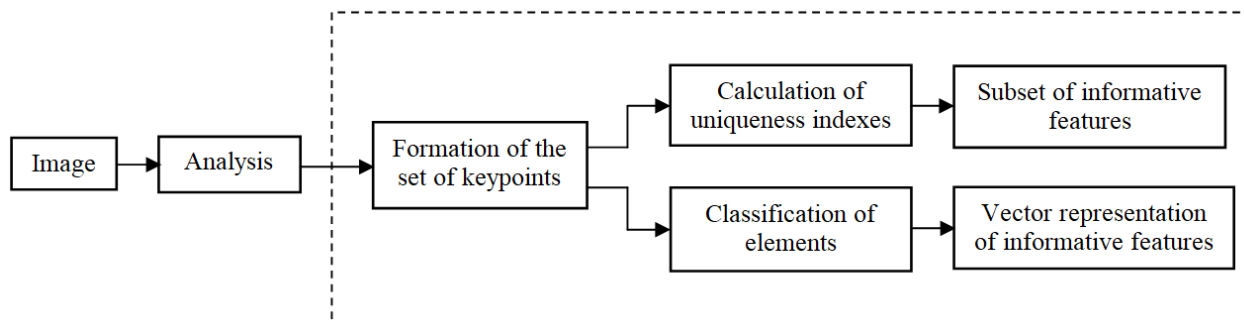 Image
Analysis
Formation of the
set of keypoints
Calculation of
uniqueness indexes
Subset of informative
features
Classification of
elements
Vector representation
of informative features